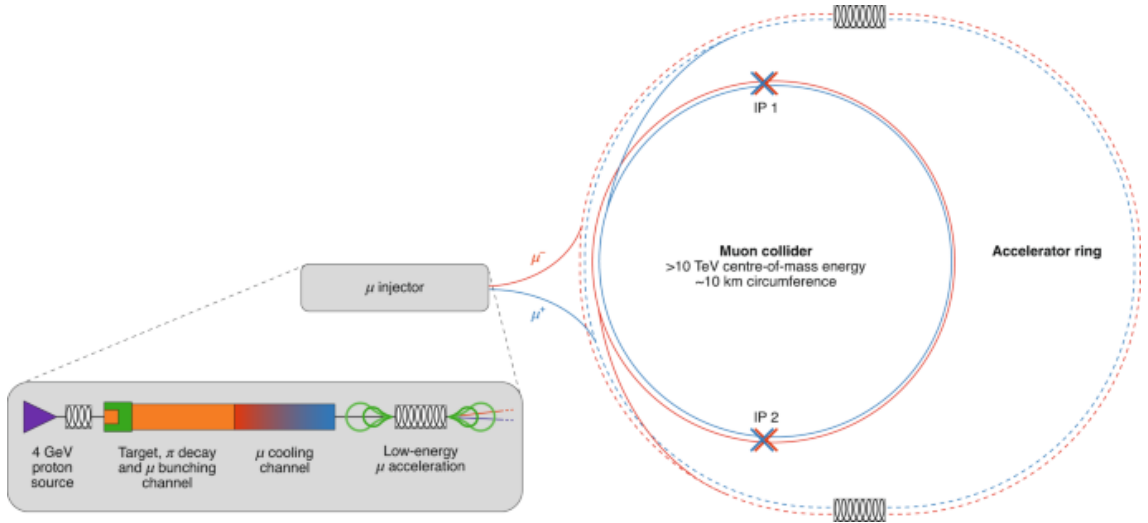 IP 1
Muon collider
>10 TeV centre-of-mass energy
~10 km circumference
Accelerator ring
μ−
μ injector
μ+
IP 2
4 GeV
proton
source
Target, π decay
and μ bunching
channel
μ cooling
channel
Low-energy
μ acceleration